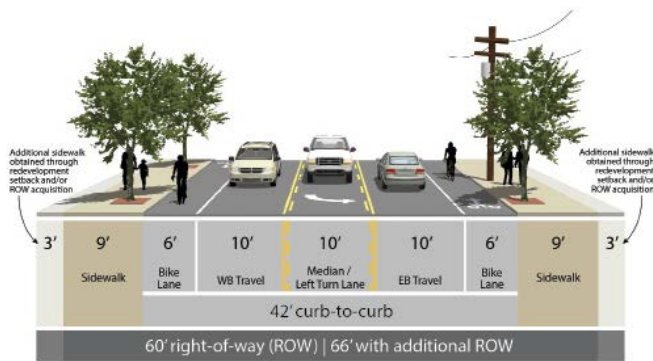 Additional sidewalk
obtained through
redevelopment
setback and/or
ROW acquisition
Additional sidewalk
obtained through
redevelopment
setback and/or
ROW acquisition
3’ 9’ 6’ 10’ 10’ 10’ 6’ 9’ 3’
Sidewalk
Bike
Lane
WB Travel
Median /
Left Turn Lane
EB Travel
Bike
Lane
Sidewalk
42’ curb-to-curb
60’ right-of-way (ROW) | 66’ with additional ROW